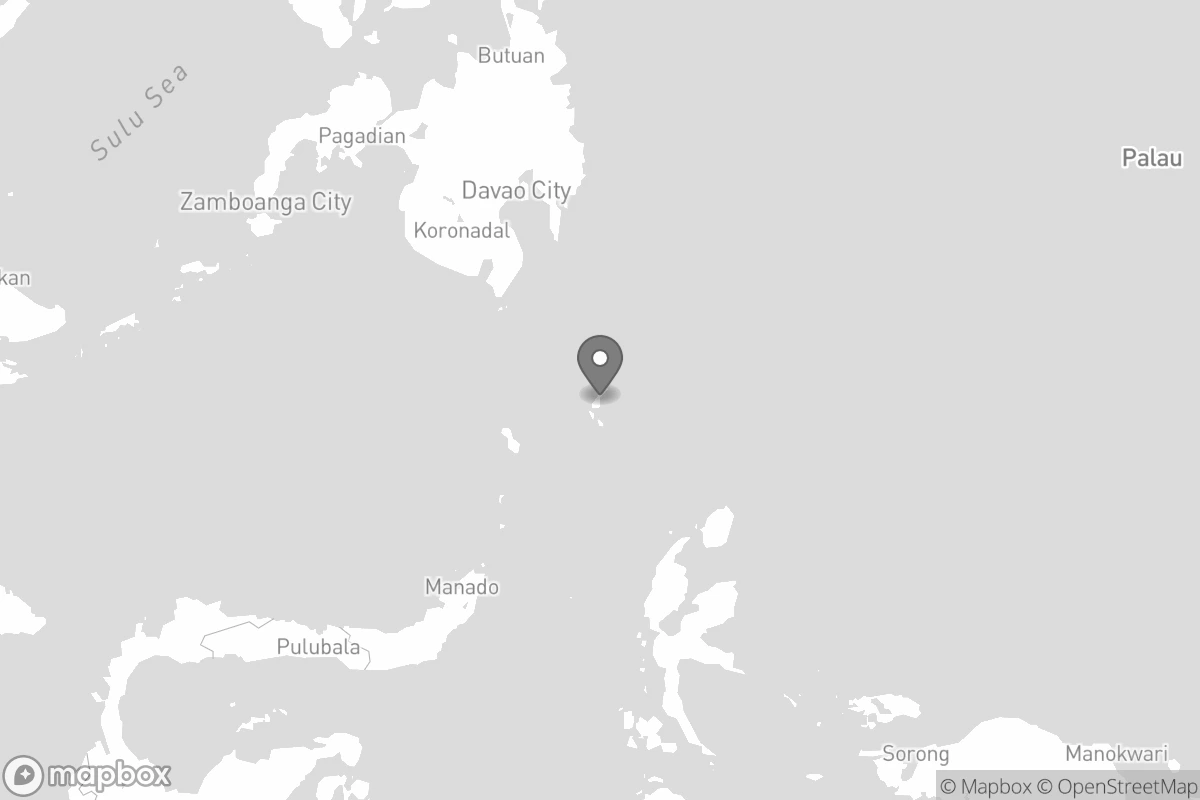 Butuan
Sulu Sea
Pagadian
Palau
Davao City
Zamboanga City
Koronadal
kan
Manado
Pulubala
Sorong
Manokwari
mapbox
© Mapbox © OpenStreetMap